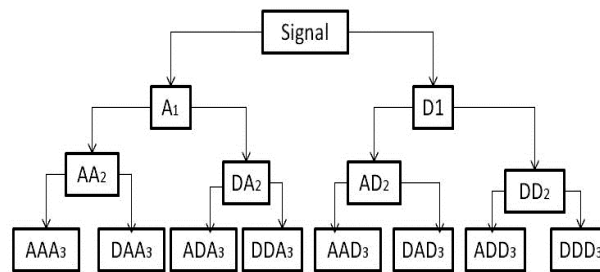 Signal
A1
D1
AA2
DA2
AD2
DD2
AAA3
DAA3
ADA3
DDA3
AAD3
DAD3
ADD3
DDD3